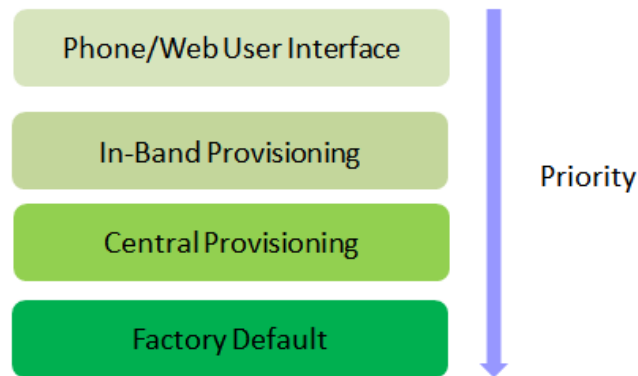 Phone/Web User Interface
In-Band Provisioning
Priority
Central Provisioning
Factory Default